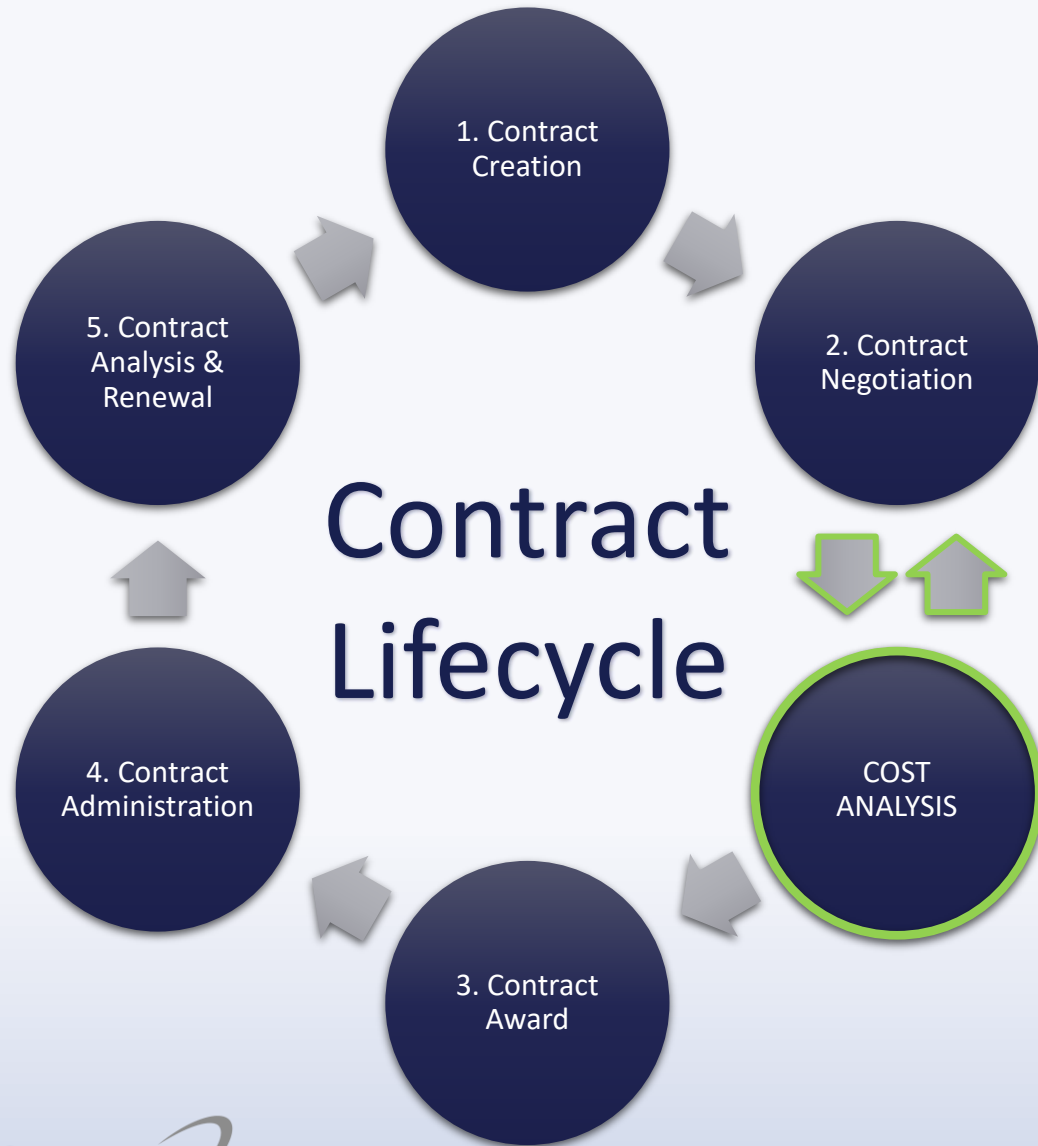 1. Contract
Creation
2. Contract
Negotiation
COST
ANALYSIS
3. Contract
Award
4. Contract
Administration
5. Contract
Analysis &
Renewal
Contract
Lifecycle